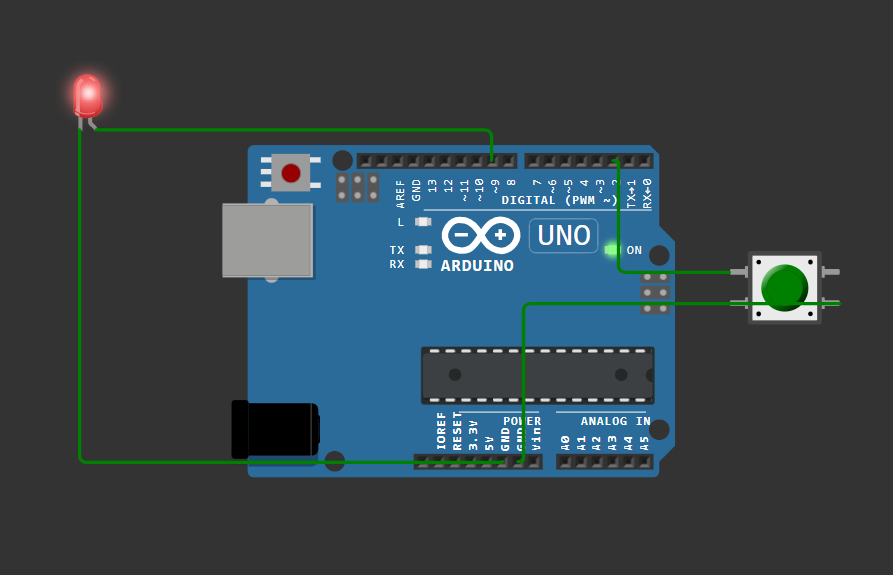 AREF
GND
13
12
~11
~10
~9
8
7
~6
~5
4
~3
2
TX→1
RX←0
DIGITAL (PWM ~)
L
TX
RX
UNO
ON
ARDUINO
POWER
ANALOG IN
IOREF
RESET
3.3V
5V
GND
GND
Vin
A0
A1
A2
A3
A4
A5